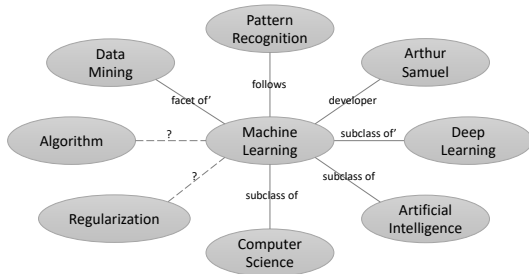 Pattern
Recognition
Data
Mining
Arthur
Samuel
follows
facet of'
developer
Algorithm
?
Machine
Learning
subclass of'
Deep
Learning
?
subclass of
subclass of
Regularization
Artificial
Intelligence
Computer
Science